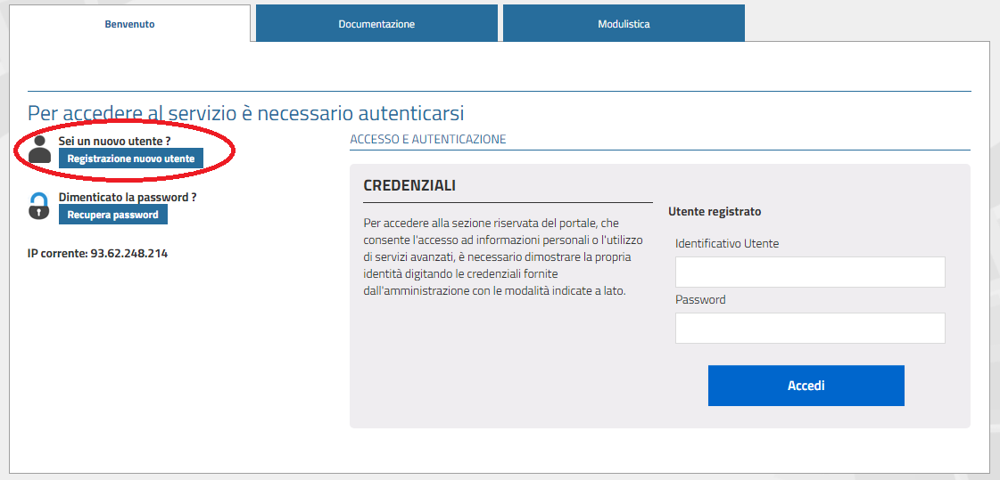 Benvenuto
Documentazione
Modulistica
Per accedere al servizio è necessario autenticarsi
Sei un nuovo utente ?
Registrazione nuovo utente
Dimenticato la password ?
Recupera password
IP corrente: 93.62.248.214
ACCESSO E AUTENTICAZIONE
CREDENZIALI
Per accedere alla sezione riservata del portale, che
consente l'accesso ad informazioni personali o l'utilizzo
di servizi avanzati, è necessario dimostrare la propria
identità digitando le credenziali fornite
dall'amministrazione con le modalità indicate a lato.
Utente registrato
Identificativo Utente
Password
Accedi